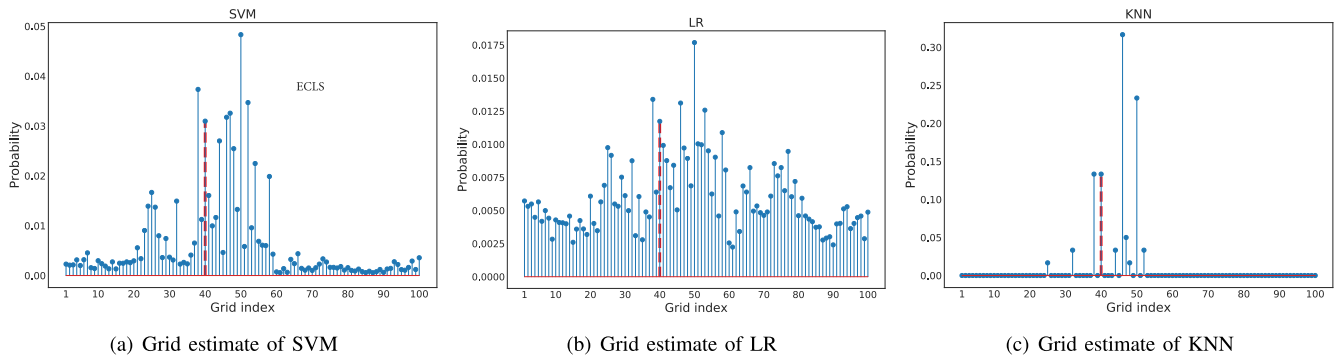 SVM
0.05
0.04
0.03
0.02
0.01
0.00
Probability
ECLS
1 10 20 30 40 50 60 70 80 90 100
Grid index
(a) Grid estimate of SVM
LR
0.0175
0.0150
0.0125
0.0100
0.0075
0.0050
0.0025
0.0000
Probability
1 10 20 30 40 50 60 70 80 90 100
Grid index
(b) Grid estimate of LR
KNN
0.30
0.25
0.20
0.15
0.10
0.05
0.00
Probability
1 10 20 30 40 50 60 70 80 90 100
Grid index
(c) Grid estimate of KNN